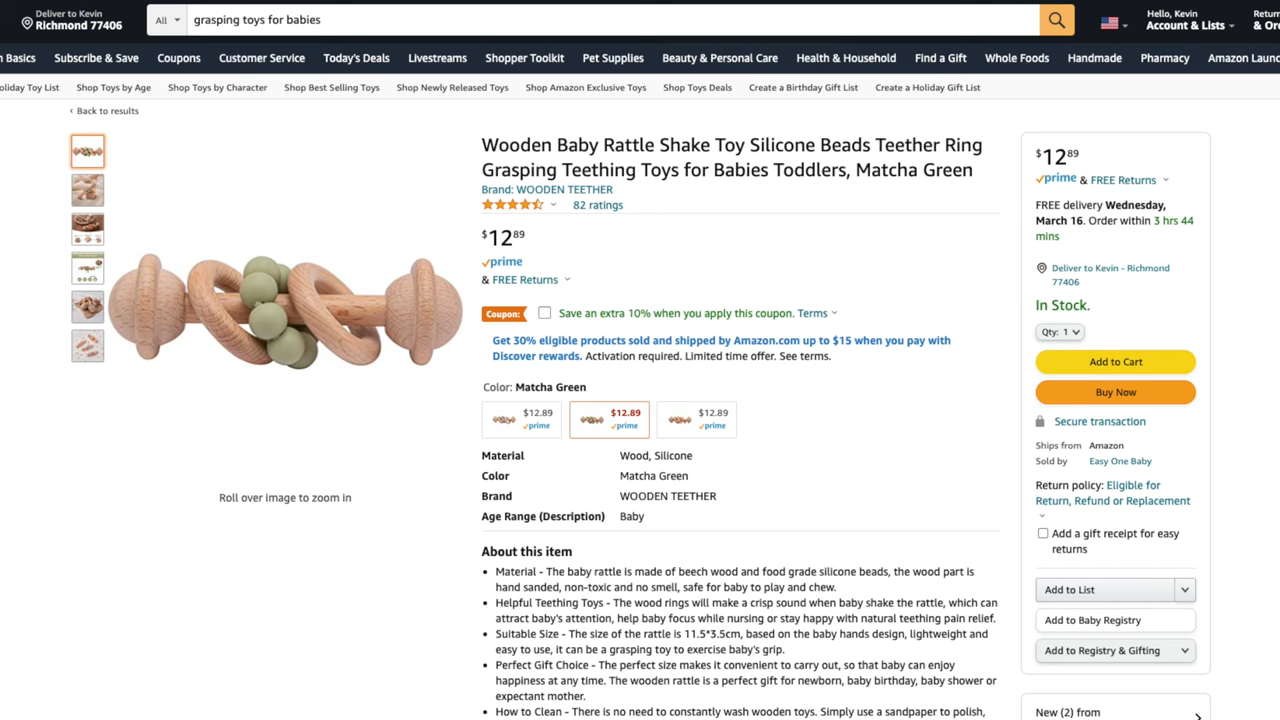 Deliver to Kevin
Richmond 77406
All
grasping toys for babies
Hello, Kevin
Account & Lists
Retur
& Or
n Basics
Subscribe & Save
Coupons
Customer Service
Today's Deals
Livestreams
Shopper Toolkit
Pet Supplies
Beauty & Personal Care
Health & Household
Find a Gift
Whole Foods
Handmade
Pharmacy
Amazon Launc
oliday Toy List
Shop Toys by Age
Shop Toys by Character
Shop Best Selling Toys
Shop Newly Released Toys
Shop Amazon Exclusive Toys
Shop Toys Deals
Create a Birthday Gift List
Create a Holiday Gift List
‹ Back to results
Wooden Baby Rattle Shake Toy Silicone Beads Teether Ring
Grasping Teething Toys for Babies Toddlers, Matcha Green
Brand: WOODEN TEETHER
82 ratings
$12 89
prime
& FREE Returns
Coupon:
Save an extra 10% when you apply this coupon. Terms
Get 30% eligible products sold and shipped by Amazon.com up to $15 when you pay with
Discover rewards. Activation required. Limited time offer. See terms.
Color: Matcha Green
$12.89
prime
$12.89
prime
$12.89
prime
Material Wood, Silicone
Color Matcha Green
Brand WOODEN TEETHER
Age Range (Description) Baby
About this item
• Material - The baby rattle is made of beech wood and food grade silicone beads, the wood part is
hand sanded, non-toxic and no smell, safe for baby to play and chew.
• Helpful Teething Toys - The wood rings will make a crisp sound when baby shake the rattle, which can
attract baby's attention, help baby focus while nursing or stay happy with natural teething pain relief.
• Suitable Size - The size of the rattle is 11.5*3.5cm, based on the baby hands design, lightweight and
easy to use, it can be a grasping toy to exercise baby's grip.
• Perfect Gift Choice - The perfect size makes it convenient to carry out, so that baby can enjoy
happiness at any time. The wooden rattle is a perfect gift for newborn, baby birthday, baby shower or
expectant mother.
• How to Clean - There is no need to constantly wash wooden toys. Simply use a sandpaper to polish,
Roll over image to zoom in
$12 89
prime & FREE Returns
FREE delivery Wednesday,
March 16. Order within 3 hrs 44
mins
Deliver to Kevin - Richmond
77406
In Stock.
Qty: 1
Add to Cart
Buy Now
Secure transaction
Ships from Amazon
Sold by Easy One Baby
Return policy: Eligible for
Return, Refund or Replacement
Add a gift receipt for easy
returns
Add to List
Add to Baby Registry
Add to Registry & Gifting
New (2) from